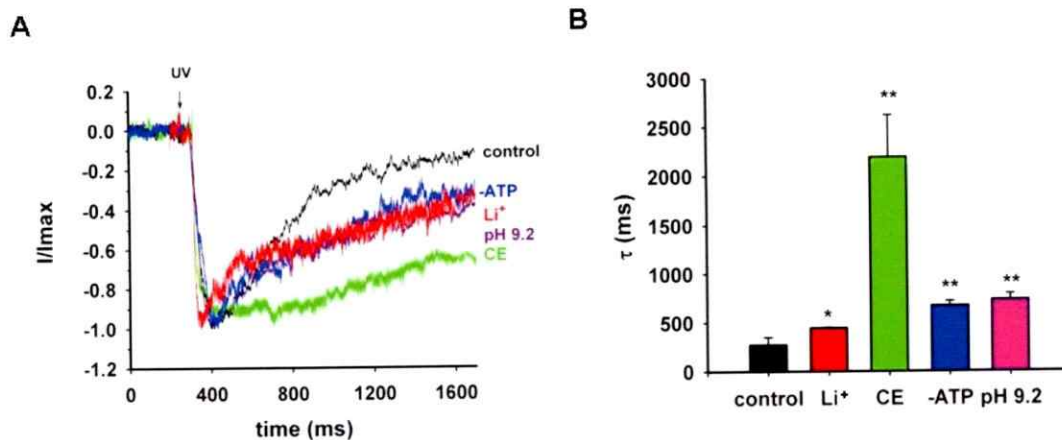 A
UV
0.2
0.0
-0.2
-0.4
-0.6
-0.8
-1.0
-1.2
I/Imax
control
-ATP
Li⁺
pH 9.2
CE
0 400 800 1200 1600
time (ms)
B
3000
2500
2000
1500
1000
500
0
τ (ms)
*
**
**
**
control Li⁺ CE -ATP pH 9.2